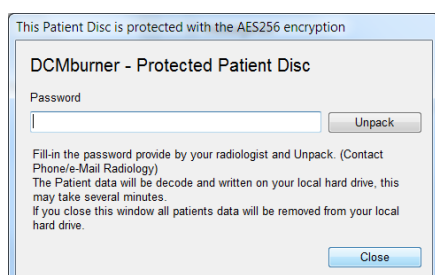 This Patient Disc is protected with the AES256 encryption
DCMburner - Protected Patient Disc
Password
Unpack
Fill-in the password provide by your radiologist and Unpack. (Contact
Phone/e-Mail Radiology)
The Patient data will be decode and written on your local hard drive, this
may take several minutes.
If you close this window all patients data will be removed from your local
hard drive.
Close